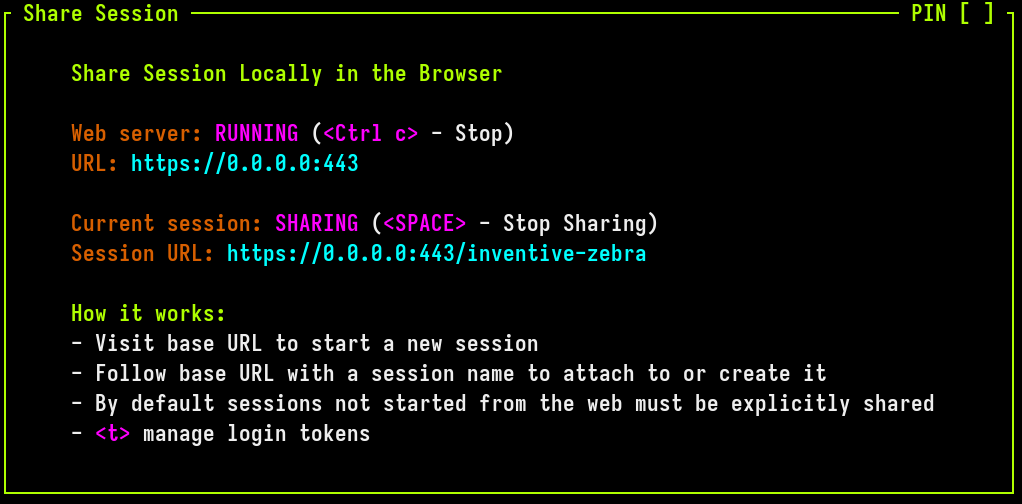 Share Session PIN [ ]
Share Session Locally in the Browser
Web server: RUNNING (<Ctrl c> - Stop)
URL: https://0.0.0.0:443
Current session: SHARING (<SPACE> - Stop Sharing)
Session URL: https://0.0.0.0:443/inventive-zebra
How it works:
- Visit base URL to start a new session
- Follow base URL with a session name to attach to or create it
- By default sessions not started from the web must be explicitly shared
- <t> manage login tokens